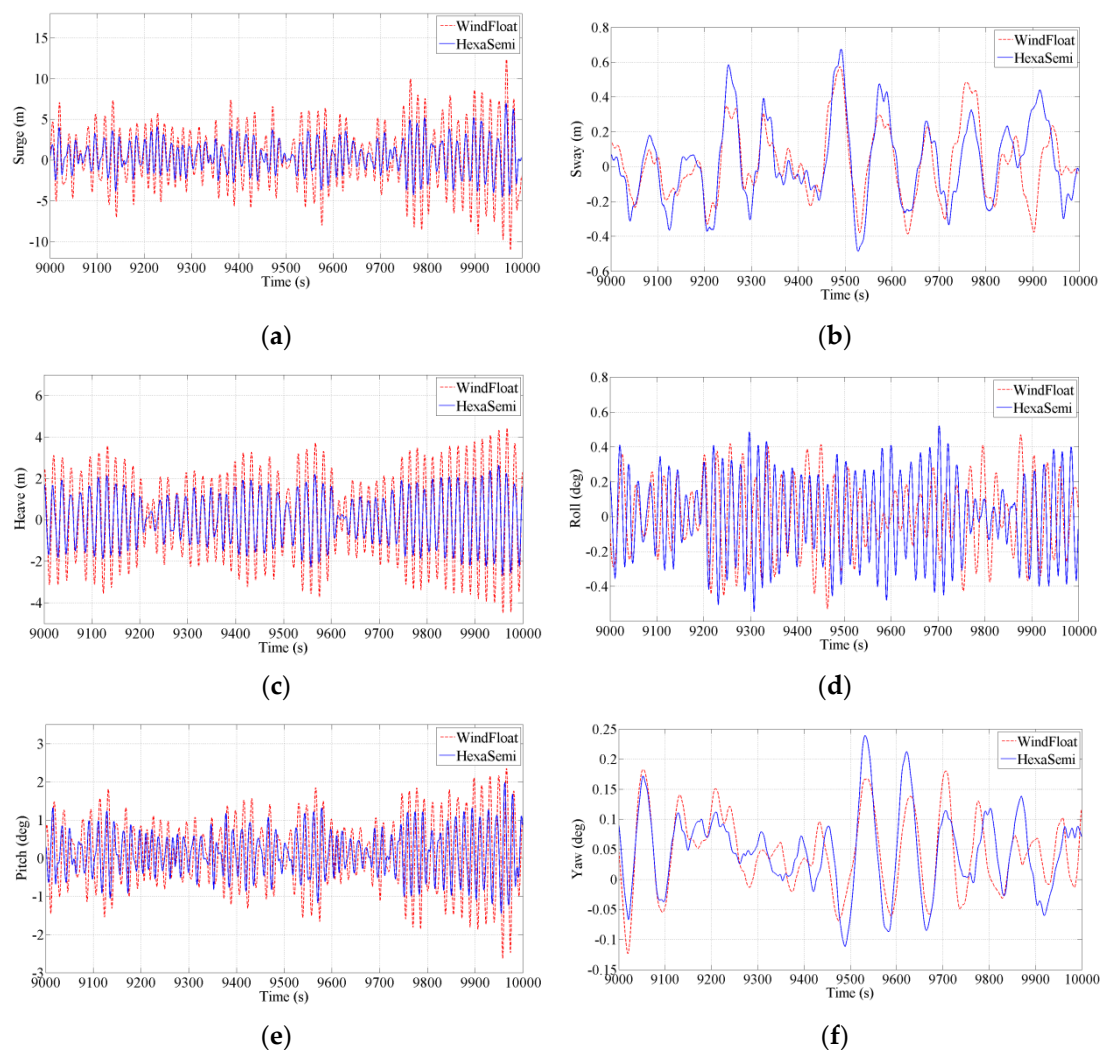 15
10
5
0
-5
-10
Surge (m)
WindFloat
HexaSemi
9000 9100 9200 9300 9400 9500 9600 9700 9800 9900 10000
Time (s)
(a)
0.8
0.6
0.4
0.2
0
-0.2
-0.4
-0.6
Sway (m)
WindFloat
HexaSemi
9000 9100 9200 9300 9400 9500 9600 9700 9800 9900 10000
Time (s)
(b)
6
4
2
0
-2
-4
Heave (m)
WindFloat
HexaSemi
9000 9100 9200 9300 9400 9500 9600 9700 9800 9900 10000
Time (s)
(c)
0.8
0.6
0.4
0.2
0
-0.2
-0.4
Roll (deg)
WindFloat
HexaSemi
9000 9100 9200 9300 9400 9500 9600 9700 9800 9900 10000
Time (s)
(d)
3
2
1
0
-1
-2
-3
Pitch (deg)
WindFloat
HexaSemi
9000 9100 9200 9300 9400 9500 9600 9700 9800 9900 10000
Time (s)
(e)
0.25
0.2
0.15
0.1
0.05
0
-0.05
-0.1
-0.15
Yaw (deg)
WindFloat
HexaSemi
9000 9100 9200 9300 9400 9500 9600 9700 9800 9900 10000
Time (s)
(f)